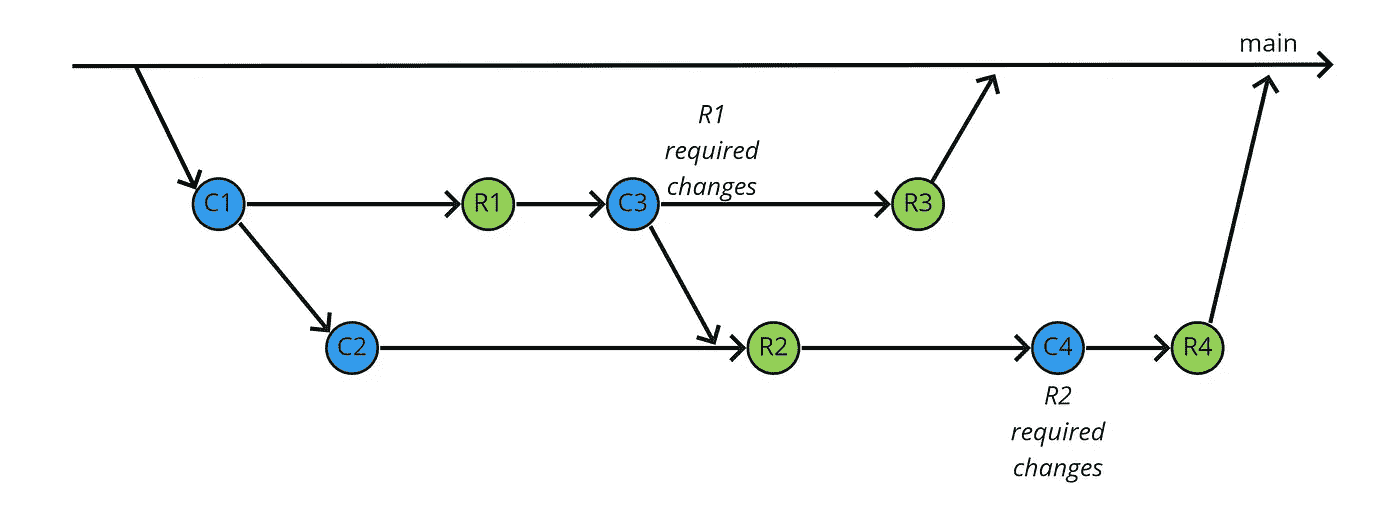 main
R1
required
changes
C1
R1
C3
R3
C2
R2
C4
R4
R2
required
changes